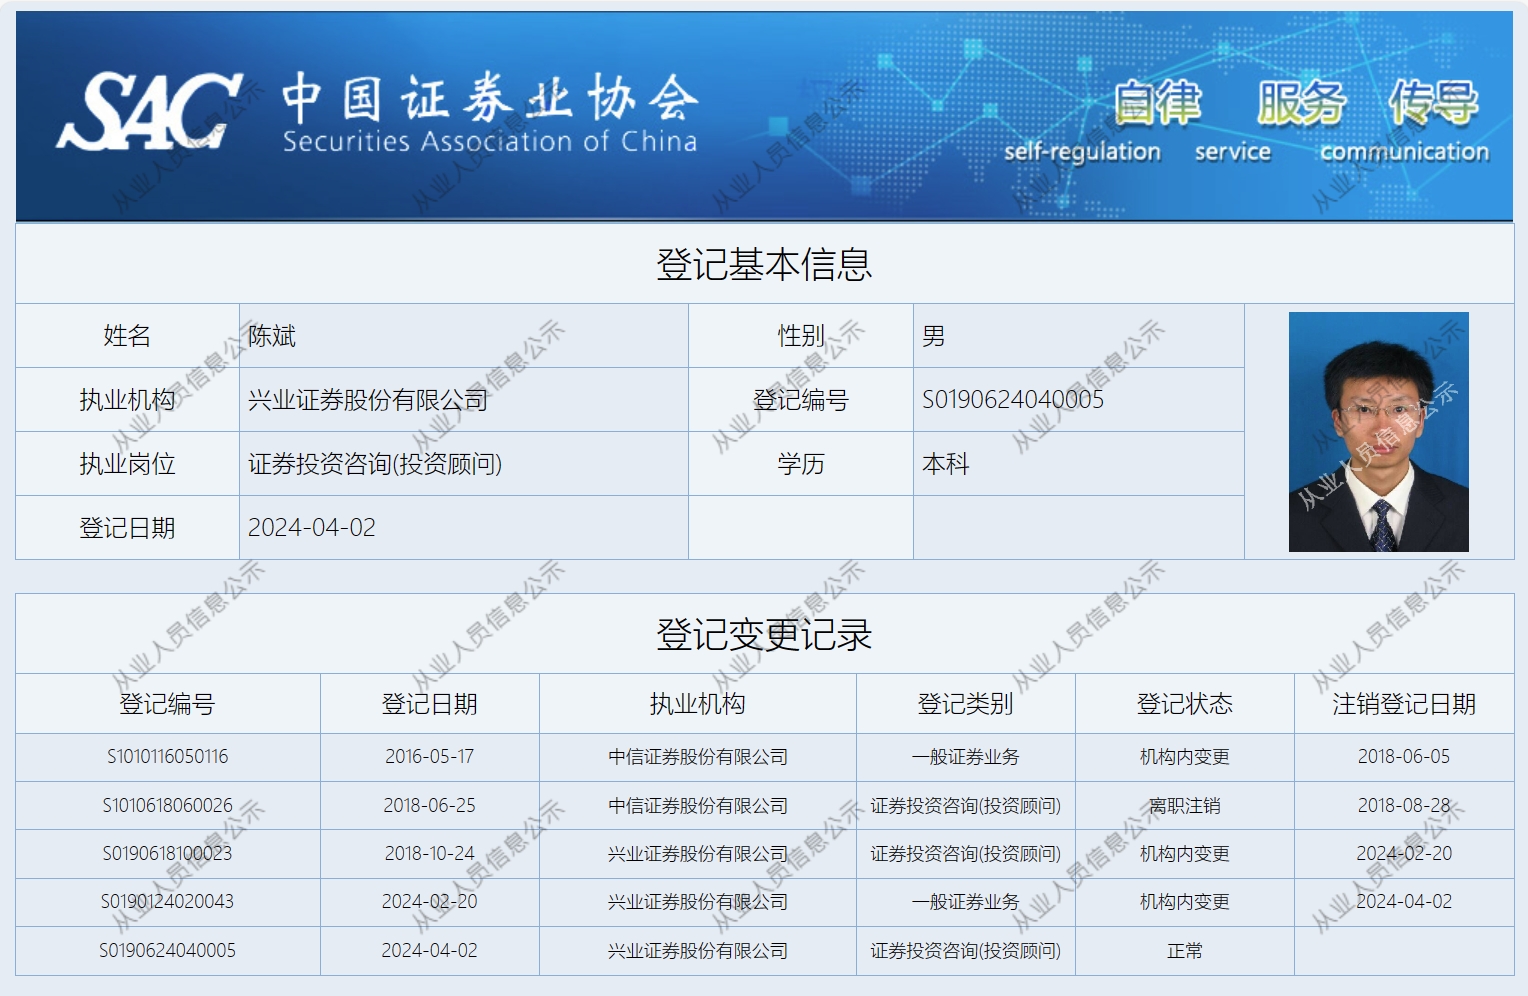 SAC 中国证券业协会
Securities Association of China
自律 服务 传导
self-regulation service communication
登记基本信息
姓名 陈斌 性别 男
执业机构 兴业证券股份有限公司 登记编号 S0190624040005
执业岗位 证券投资咨询(投资顾问) 学历 本科
登记日期 2024-04-02
登记变更记录
登记编号 登记日期 执业机构 登记类别 登记状态 注销登记日期
S1010116050116 2016-05-17 中信证券股份有限公司 一般证券业务 机构内变更 2018-06-05
S1010618060026 2018-06-25 中信证券股份有限公司 证券投资咨询(投资顾问) 离职注销 2018-08-28
S0190618100023 2018-10-24 兴业证券股份有限公司 证券投资咨询(投资顾问) 机构内变更 2024-02-20
S0190124020043 2024-02-20 兴业证券股份有限公司 一般证券业务 机构内变更 2024-04-02
S0190624040005 2024-04-02 兴业证券股份有限公司 证券投资咨询(投资顾问) 正常
从业人员信息公示